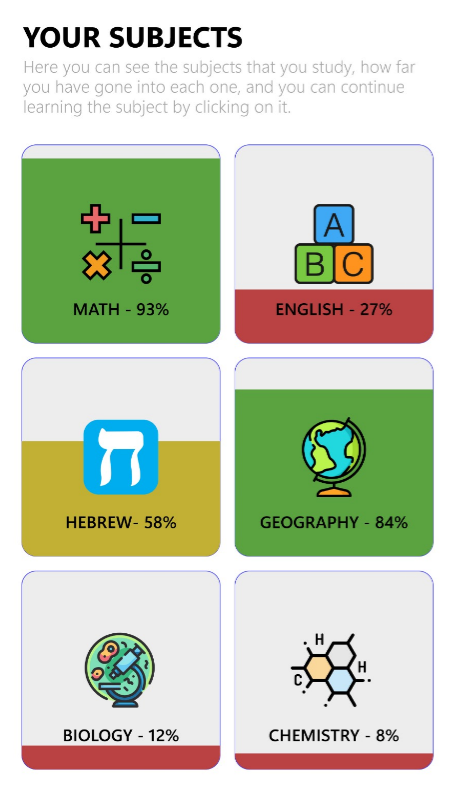 YOUR SUBJECTS
Here you can see the subjects that you study, how far
you have gone into each one, and you can continue
learning the subject by clicking on it.
MATH - 93%
A
B C
ENGLISH - 27%
ח
HEBREW- 58%
GEOGRAPHY - 84%
BIOLOGY - 12%
H
C H
CHEMISTRY - 8%